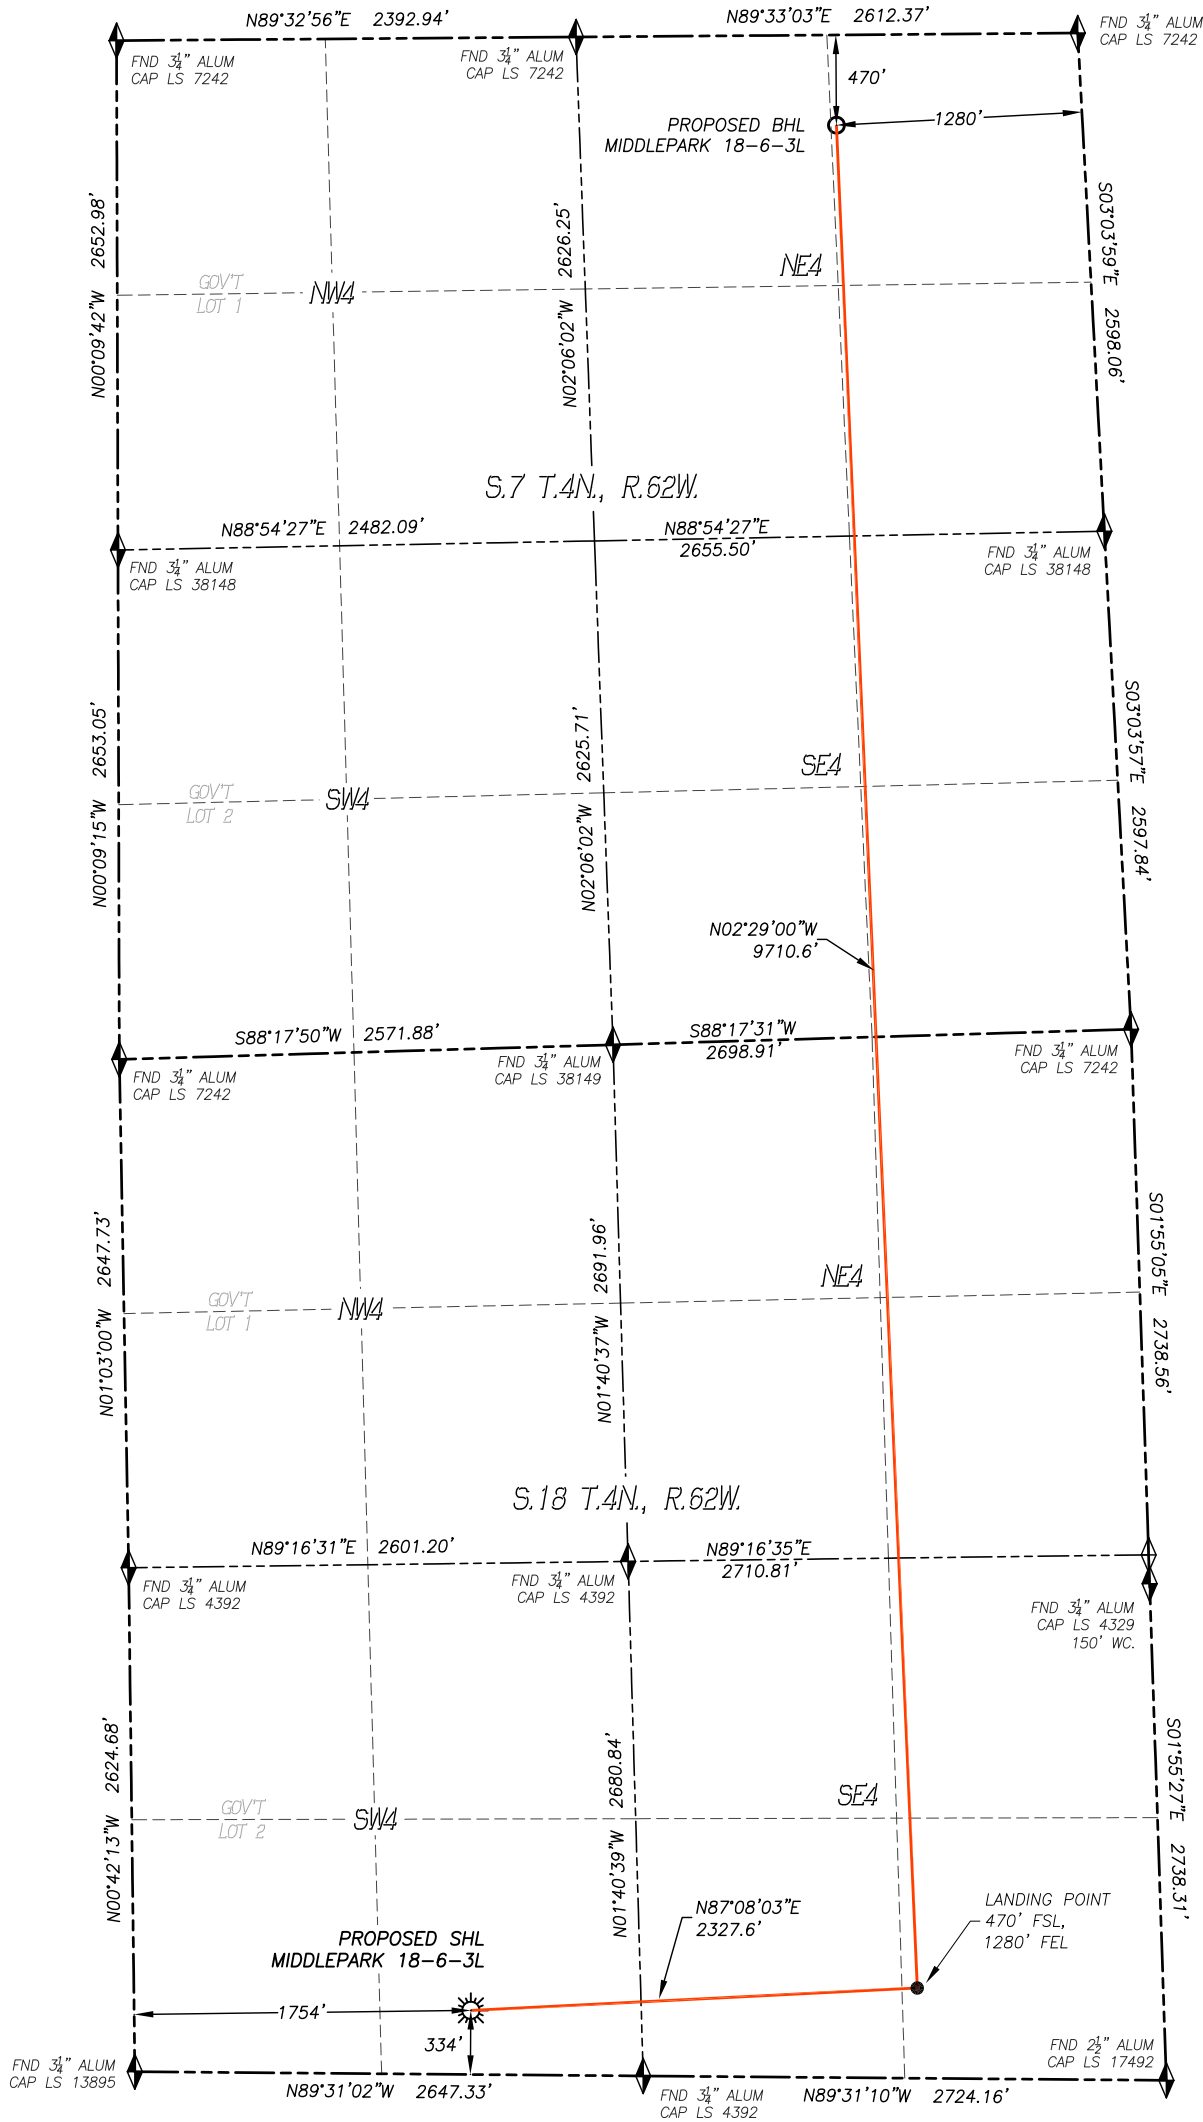 N89°32'56"E 2392.94'
N89°33'03"E 2612.37'
FND 3¼" ALUM
CAP LS 7242
FND 3¼" ALUM
CAP LS 7242
FND 3¼" ALUM
CAP LS 7242
470'
PROPOSED BHL
MIDDLEPARK 18-6-3L
1280'
N00°09'42"W 2652.98'
N02°06'02"W 2626.25'
S03°03'59"E 2598.06'
GOV'T
LOT 1
NW4
NE4
S.7 T.4N., R.62W.
N88°54'27"E 2482.09'
N88°54'27"E
2655.50'
FND 3¼" ALUM
CAP LS 38148
FND 3¼" ALUM
CAP LS 38148
N00°09'15"W 2653.05'
N02°06'02"W 2625.71'
S03°03'57"E 2597.84'
GOV'T
LOT 2
SW4
SE4
N02°29'00"W
9710.6'
S88°17'50"W 2571.88'
S88°17'31"W
2698.91'
FND 3¼" ALUM
CAP LS 7242
FND 3¼" ALUM
CAP LS 38149
FND 3¼" ALUM
CAP LS 7242
N01°03'00"W 2647.73'
N01°40'37"W 2691.96'
S01°55'05"E 2738.56'
GOV'T
LOT 1
NW4
NE4
S.18 T.4N., R.62W.
N89°16'31"E 2601.20'
N89°16'35"E
2710.81'
FND 3¼" ALUM
CAP LS 4392
FND 3¼" ALUM
CAP LS 4392
FND 3¼" ALUM
CAP LS 4329
150' WC.
N00°42'13"W 2624.68'
N01°40'39"W 2680.84'
S01°55'27"E 2738.31'
GOV'T
LOT 2
SW4
SE4
N87°08'03"E
2327.6'
LANDING POINT
470' FSL,
1280' FEL
PROPOSED SHL
MIDDLEPARK 18-6-3L
1754'
334'
FND 3¼" ALUM
CAP LS 13895
N89°31'02"W 2647.33'
FND 3¼" ALUM
CAP LS 4392
N89°31'10"W 2724.16'
FND 2½" ALUM
CAP LS 17492